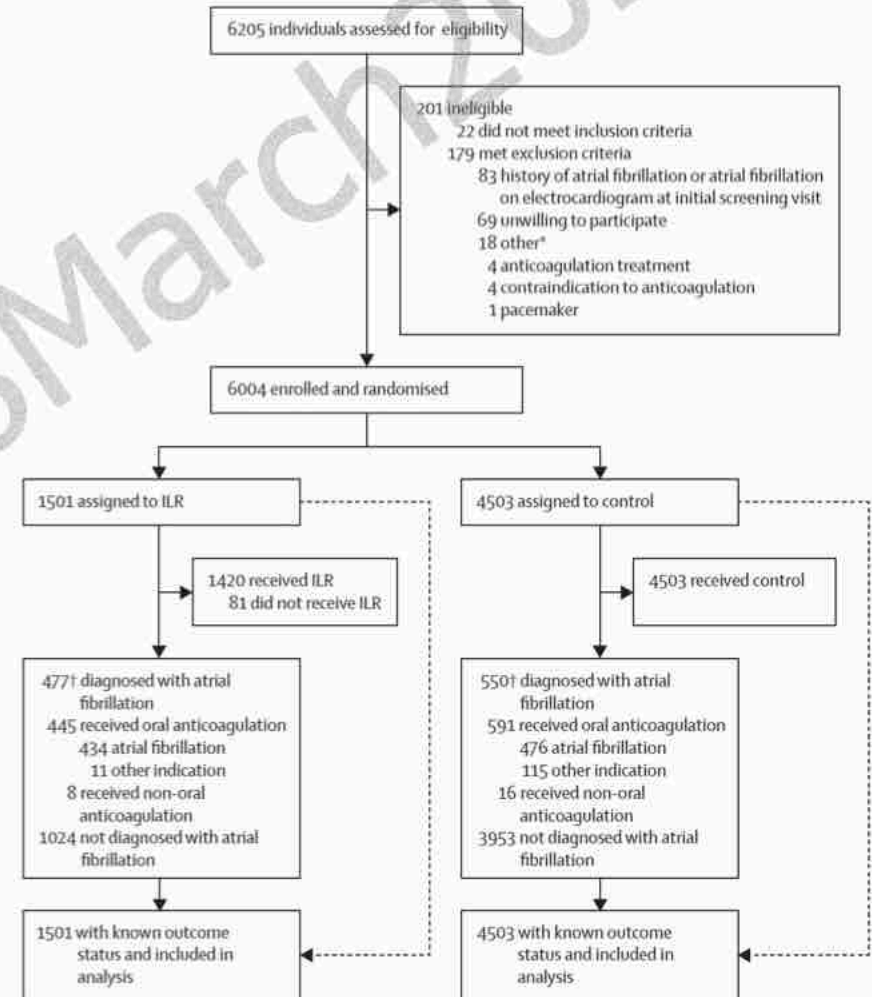 6205 individuals assessed for eligibility
201 ineligible
22 did not meet inclusion criteria
179 met exclusion criteria
83 history of atrial fibrillation or atrial fibrillation
on electrocardiogram at initial screening visit
69 unwilling to participate
18 other*
4 anticoagulation treatment
4 contraindication to anticoagulation
1 pacemaker
6004 enrolled and randomised
1501 assigned to ILR
4503 assigned to control
1420 received ILR
81 did not receive ILR
4503 received control
477† diagnosed with atrial
fibrillation
445 received oral anticoagulation
434 atrial fibrillation
11 other indication
8 received non-oral
anticoagulation
1024 not diagnosed with atrial
fibrillation
550† diagnosed with atrial
fibrillation
591 received oral anticoagulation
476 atrial fibrillation
115 other indication
16 received non-oral
anticoagulation
3953 not diagnosed with atrial
fibrillation
1501 with known outcome
status and included in
analysis
4503 with known outcome
status and included in
analysis
March